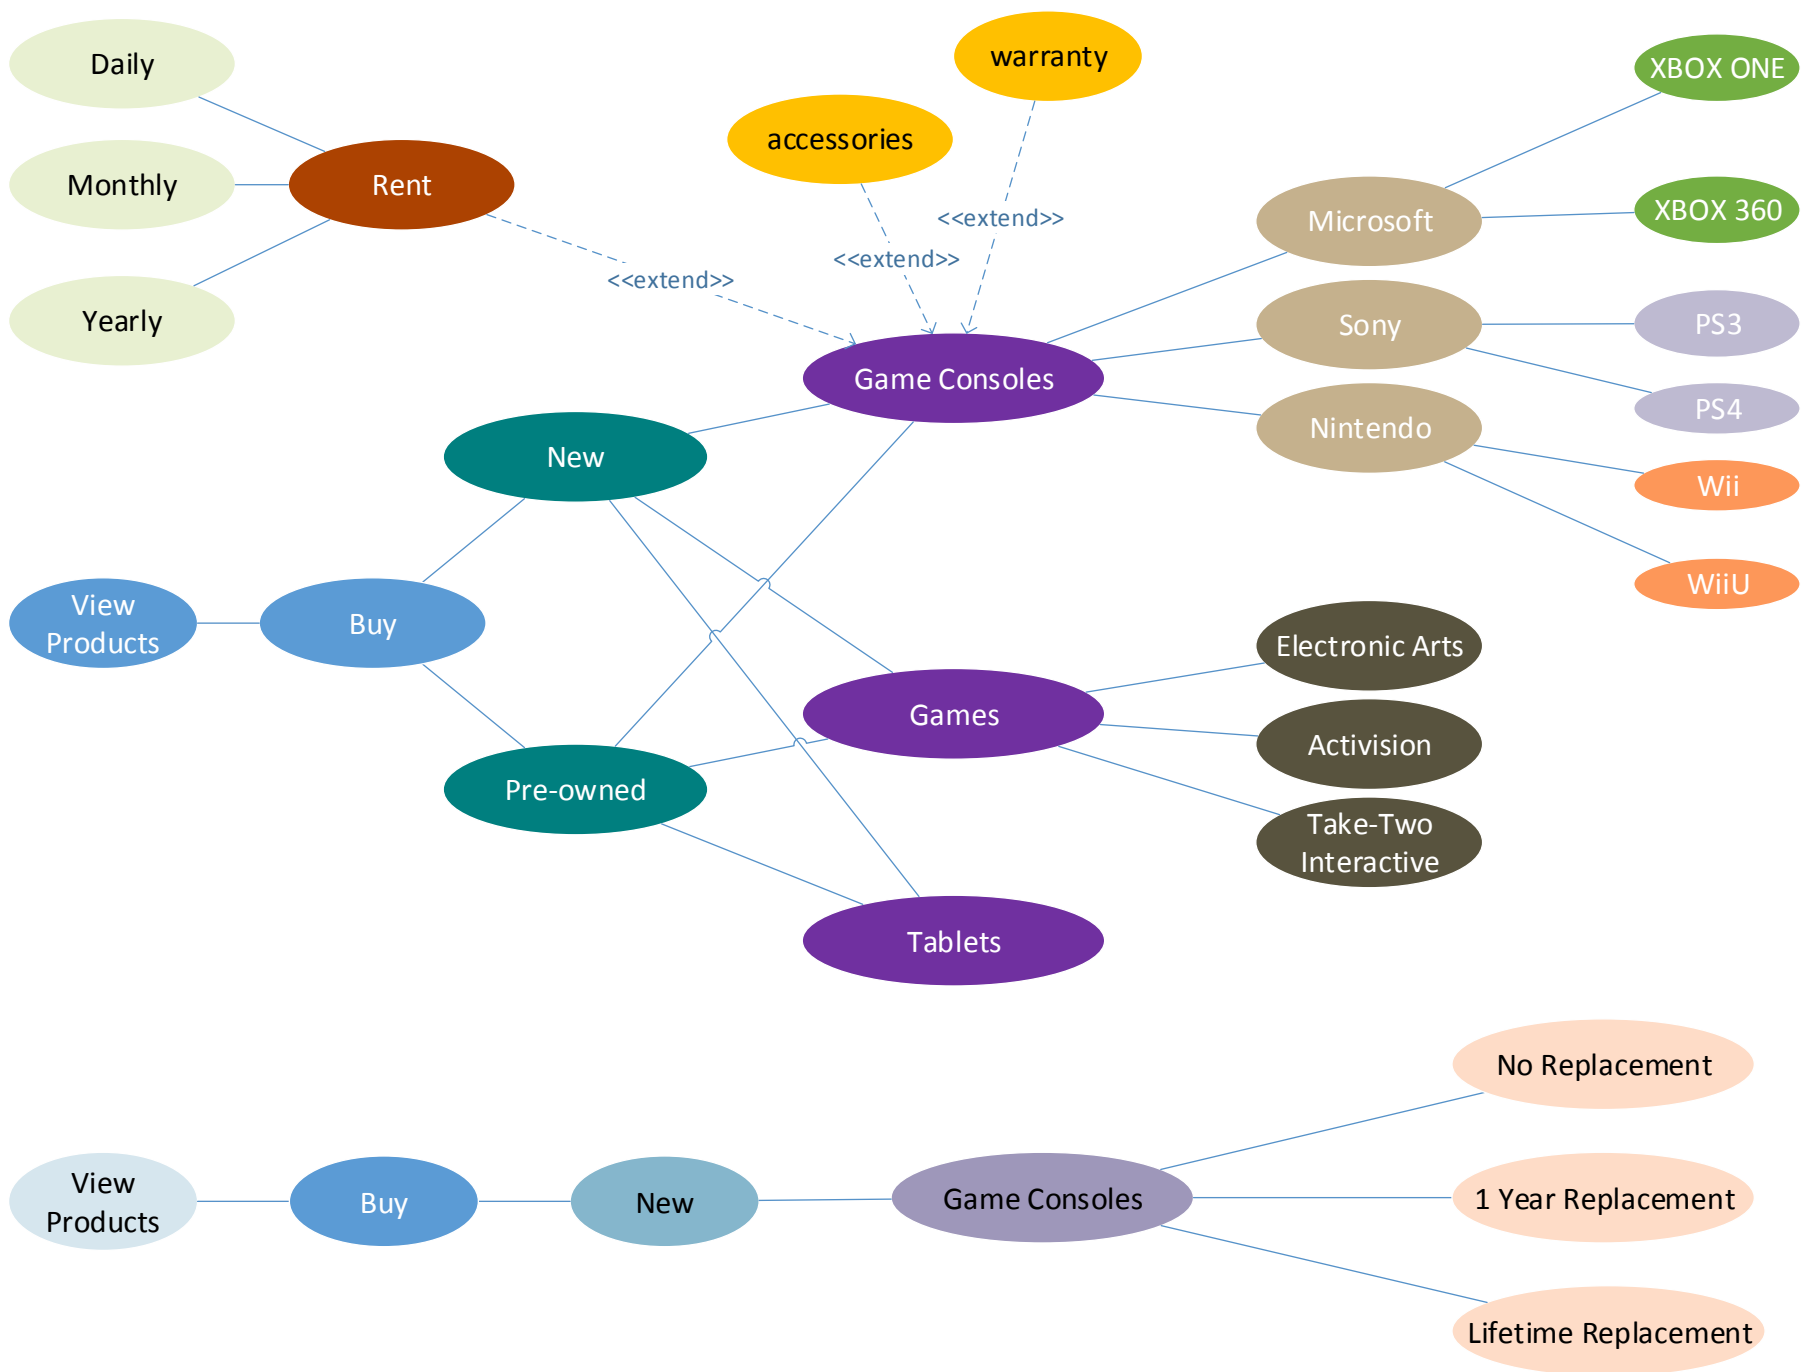 Daily
Monthly
Yearly
Rent
accessories
warranty
<<extend>>
<<extend>>
<<extend>>
Game Consoles
Microsoft
Sony
Nintendo
XBOX ONE
XBOX 360
PS3
PS4
Wii
WiiU
New
View
Products
Buy
Pre-owned
Games
Tablets
Electronic Arts
Activision
Take-Two
Interactive
View
Products
Buy
New
Game Consoles
No Replacement
1 Year Replacement
Lifetime Replacement